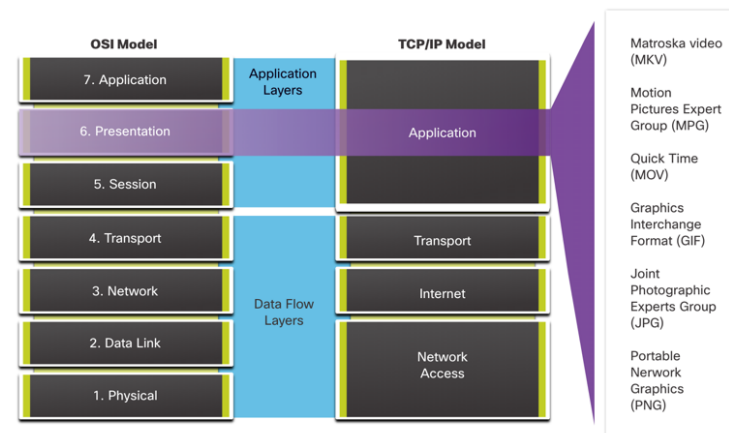 OSI Model
TCP/IP Model
7. Application
6. Presentation
5. Session
4. Transport
3. Network
2. Data Link
1. Physical
Application
Layers
Data Flow
Layers
Application
Transport
Internet
Network
Access
Matroska video
(MKV)
Motion
Pictures Expert
Group (MPG)
Quick Time
(MOV)
Graphics
Interchange
Format (GIF)
Joint
Photographic
Experts Group
(JPG)
Portable
Network
Graphics
(PNG)